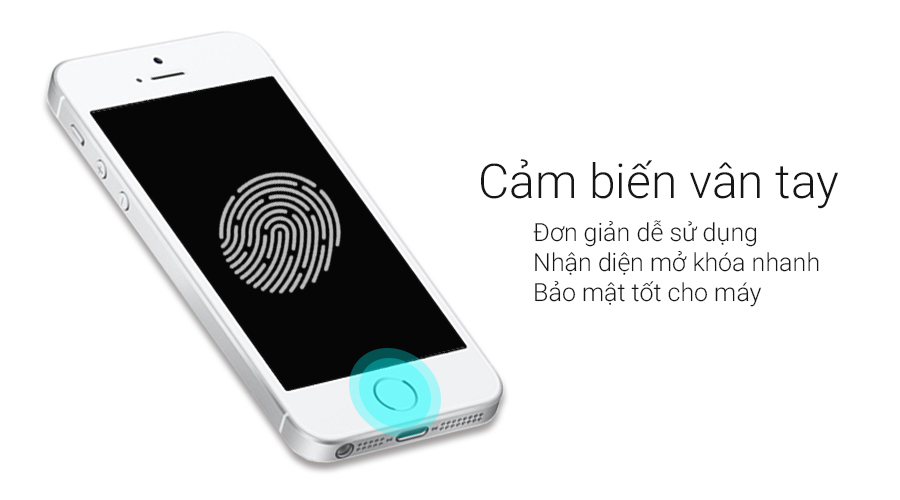 Cảm biến vân tay
Đơn giản dễ sử dụng
Nhận diện mở khóa nhanh
Bảo mật tốt cho máy